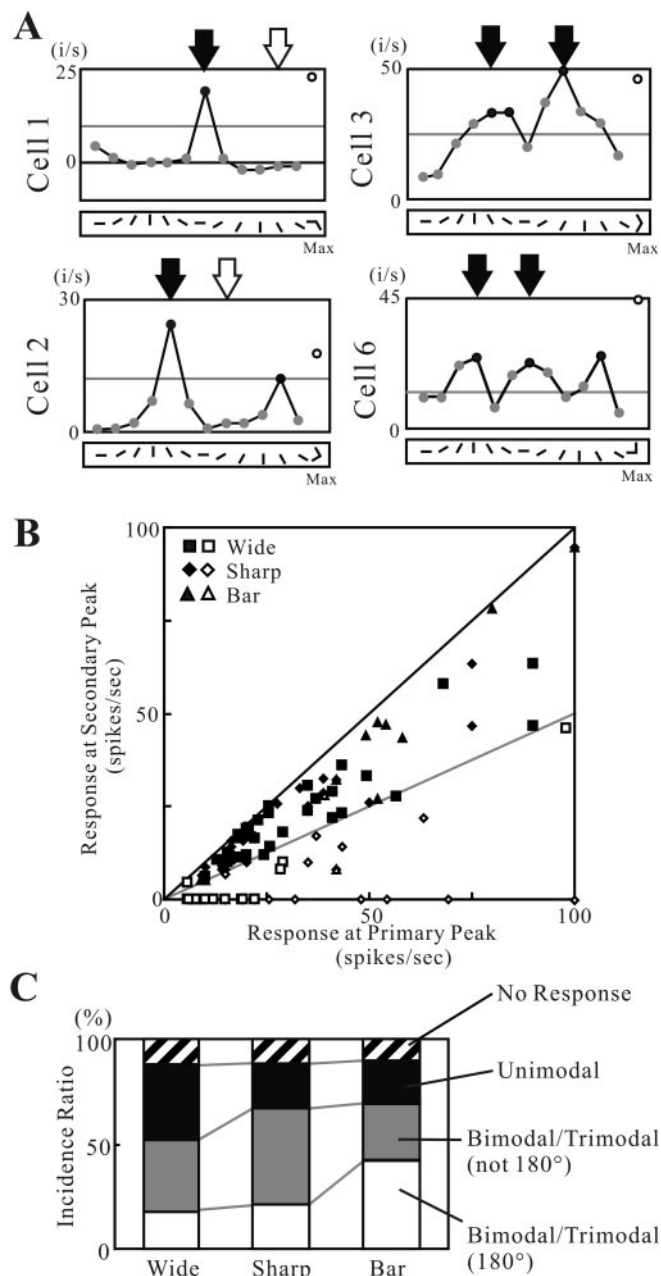 A
(i/s)
25
0
Cell 1
Max
(i/s)
50
0
Cell 3
Max
(i/s)
30
0
Cell 2
Max
(i/s)
45
0
Cell 6
Max
B
100
50
0
Response at Secondary Peak
(spikes/sec)
Wide
Sharp
Bar
0
50
100
Response at Primary Peak
(spikes/sec)
C
(%)
100
50
0
Incidence Ratio
Wide
Sharp
Bar
No Response
Unimodal
Bimodal/Trimodal
(not 180°)
Bimodal/Trimodal
(180°)